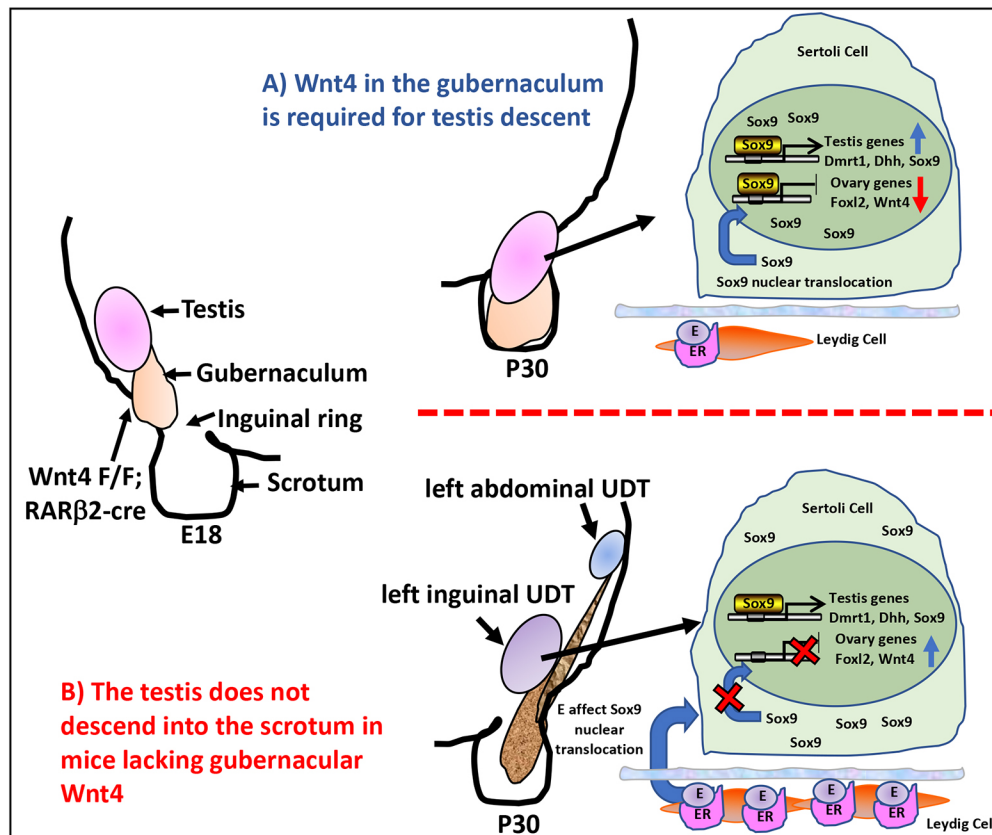 A) Wnt4 in the gubernaculum
is required for testis descent
Sertoli Cell
Sox9
Sox9
Sox9
Testis genes
Dmrt1, Dhh, Sox9
Sox9
Ovary genes
Foxl2, Wnt4
Sox9
Sox9
Sox9
Sox9 nuclear translocation
E
ER
Leydig Cell
P30
Testis
Gubernaculum
Inguinal ring
Wnt4 F/F;
RARβ2-cre
Scrotum
E18
left abdominal UDT
left inguinal UDT
B) The testis does not
descend into the scrotum in
mice lacking gubernacular
Wnt4
E affect Sox9
nuclear
translocation
P30
Sertoli Cell
Sox9
Sox9
Sox9
Testis genes
Dmrt1, Dhh, Sox9
Ovary genes
Foxl2, Wnt4
Sox9
Sox9
Sox9
Sox9
E
ER
E
ER
E
ER
E
ER
Leydig Cell